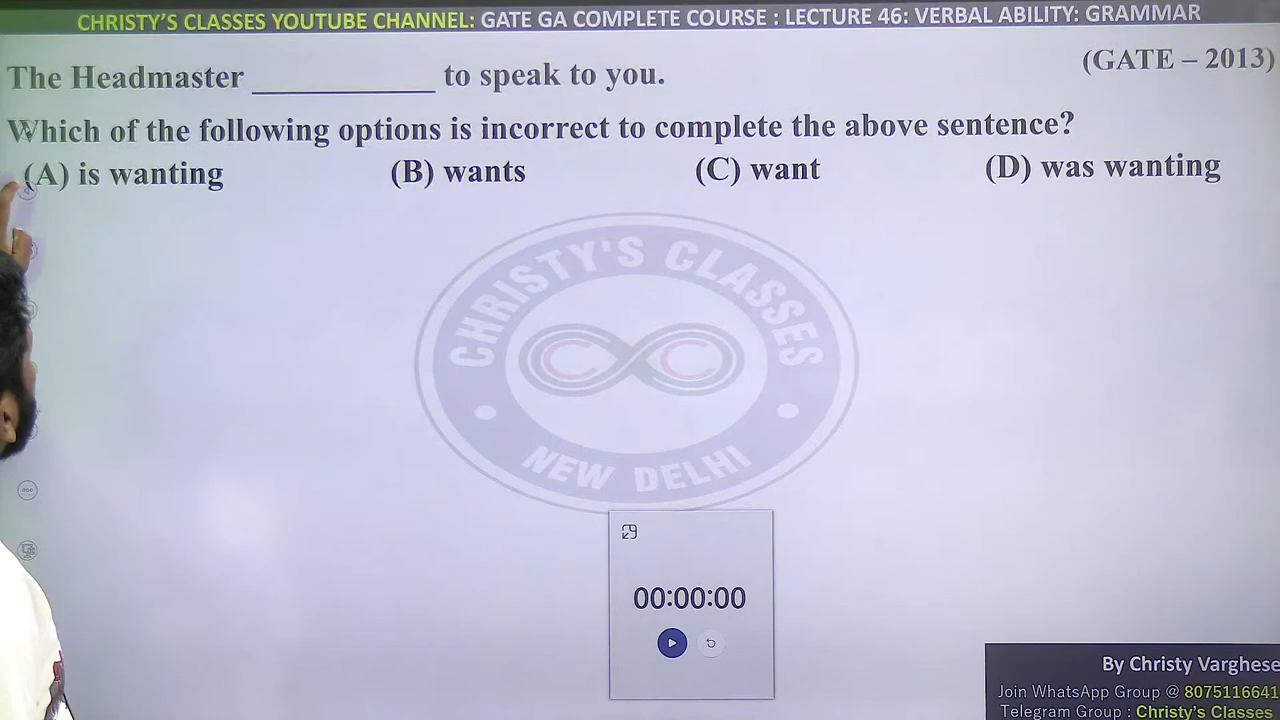 CHRISTY'S CLASSES YOUTUBE CHANNEL: GATE GA COMPLETE COURSE : LECTURE 46: VERBAL ABILITY: GRAMMAR
The Headmaster ____________ to speak to you.
(GATE – 2013)
Which of the following options is incorrect to complete the above sentence?
(A) is wanting (B) wants (C) want (D) was wanting
CHRISTY'S CLASSES
CC
NEW DELHI
00:00:00
By Christy Varghese
Join WhatsApp Group @ 8075116641
Telegram Group : Christy's Classes